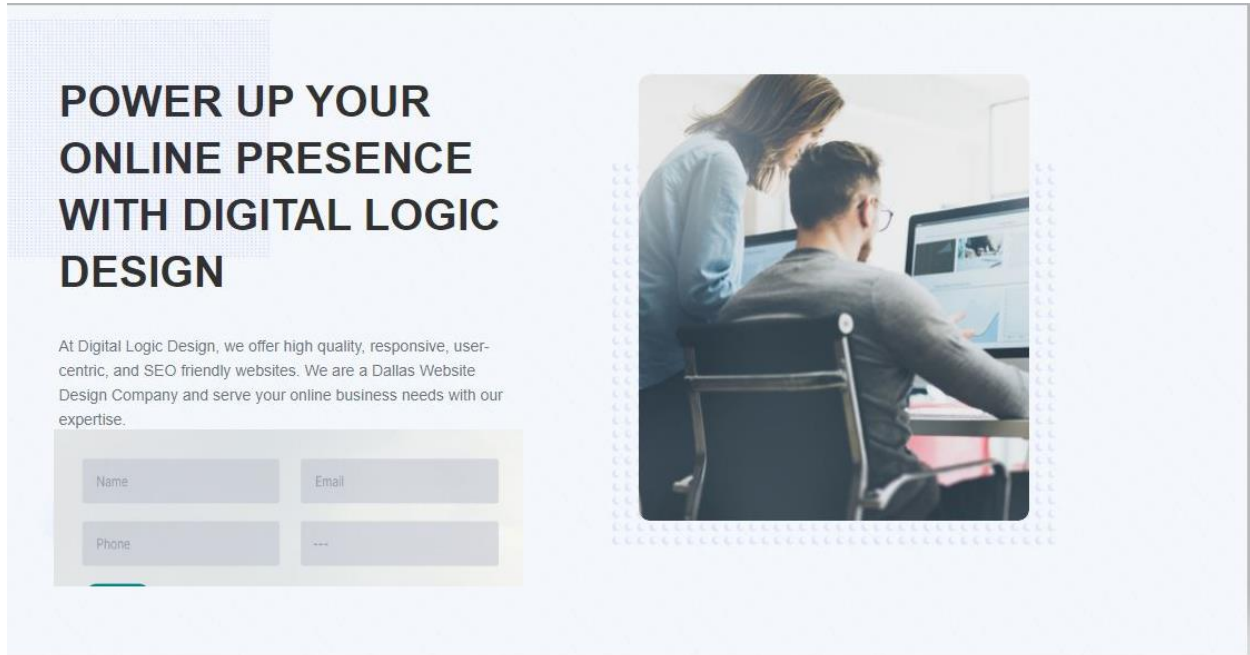 POWER UP YOUR
ONLINE PRESENCE
WITH DIGITAL LOGIC
DESIGN
At Digital Logic Design, we offer high quality, responsive, user-
centric, and SEO friendly websites. We are a Dallas Website
Design Company and serve your online business needs with our
expertise.
Name
Email
Phone
---